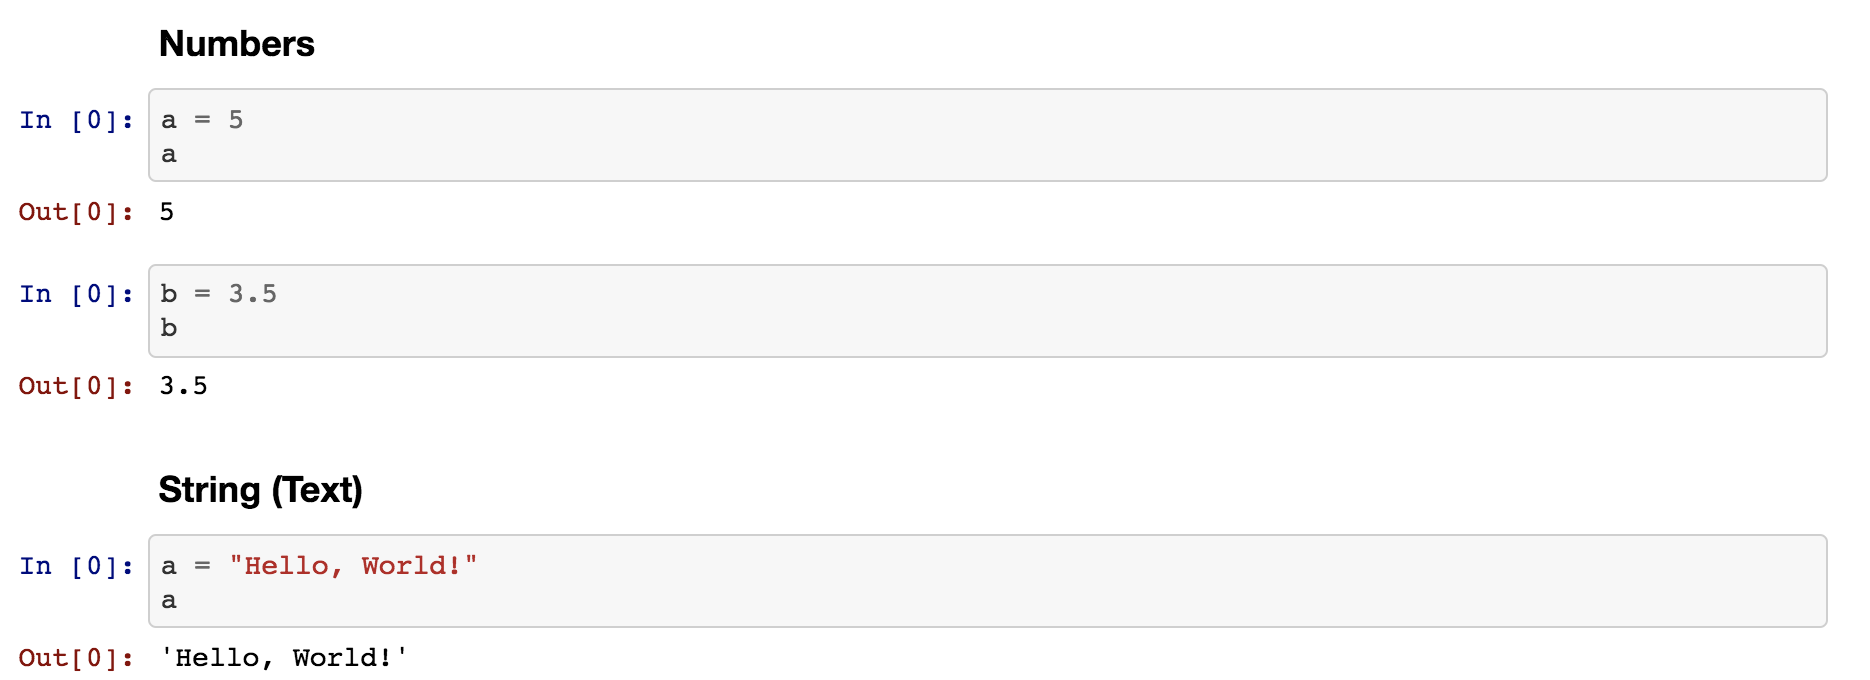 Numbers
In [0]: a = 5
a
Out[0]: 5
In [0]: b = 3.5
b
Out[0]: 3.5
String (Text)
In [0]: a = "Hello, World!"
a
Out[0]: 'Hello, World!'